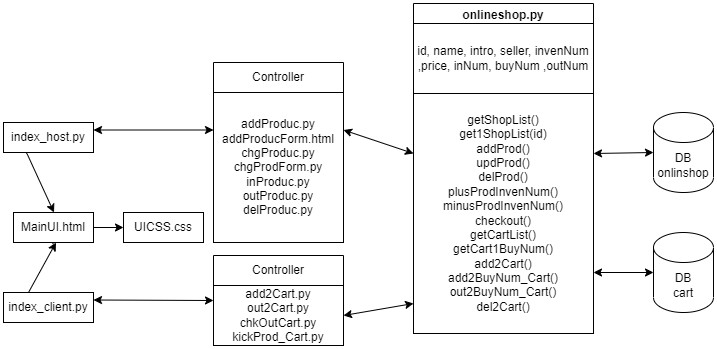 onlineshop.py
id, name, intro, seller, invenNum
,price, inNum, buyNum ,outNum
getShopList()
get1ShopList(id)
addProd()
updProd()
delProd()
plusProdInvenNum()
minusProdInvenNum()
checkout()
getCartList()
getCart1BuyNum()
add2Cart()
add2BuyNum_Cart()
out2BuyNum_Cart()
del2Cart()
Controller
addProduc.py
addProducForm.html
chgProduc.py
chgProdForm.py
inProduc.py
outProduc.py
delProduc.py
Controller
add2Cart.py
out2Cart.py
chkOutCart.py
kickProd_Cart.py
index_host.py
MainUI.html
UICSS.css
index_client.py
DB
onlinshop
DB
cart